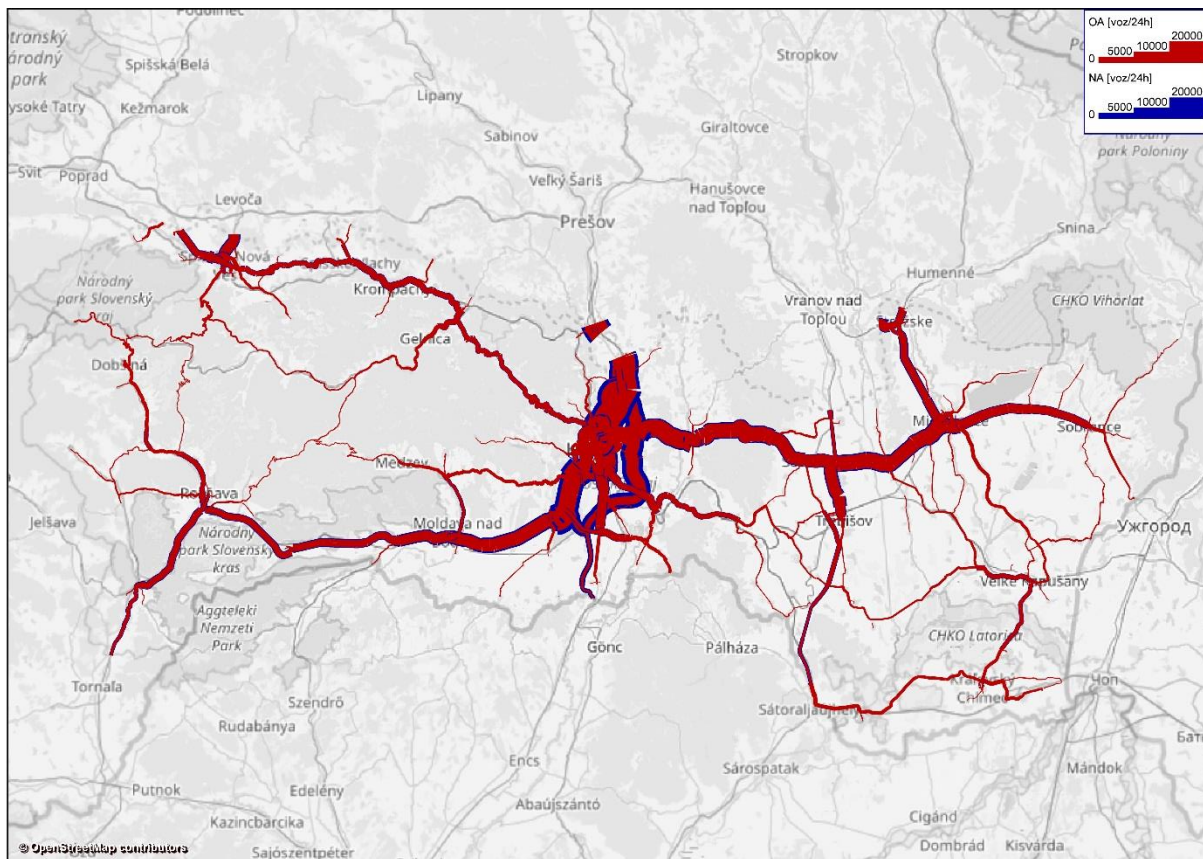 OA [voz/24h]
0 5000 10000 20000
NA [voz/24h]
0 5000 10000 20000
Podolínec
Stropkov
Spišská Belá
Lipany
Kežmarok
Giraltovce
Sabinov
Národný
park Poloniny
Svit Poprad
Veľký Šariš
Hanušovce
nad Topľou
Levoča
Prešov
Snina
Humenné
Národný
park Slovenský
raj
Krompachy
Vranov nad
Topľou
CHKO Vihorlat
Gelnica
Dobšiná
Sobrance
Medzev
Rožňava
Jelšava
Národný
park Slovenský
kras
Moldava nad
Trebišov
Ужгород
Veľké Kapušany
Aggteleki
Nemzeti
Park
CHKO Latorica
Gönc
Pálháza
Tornaľa
Szendrő
Kráľovský
Chlmec
Чоп
Sátoraljaújhely
Rudabánya
Encs
Sárospatak
Mándok
Putnok
Edelény
Abaújszántó
Kazincbarcika
Cigánd
Dombrád
Kisvárda
Sajószentpéter
© OpenStreetMap contributors